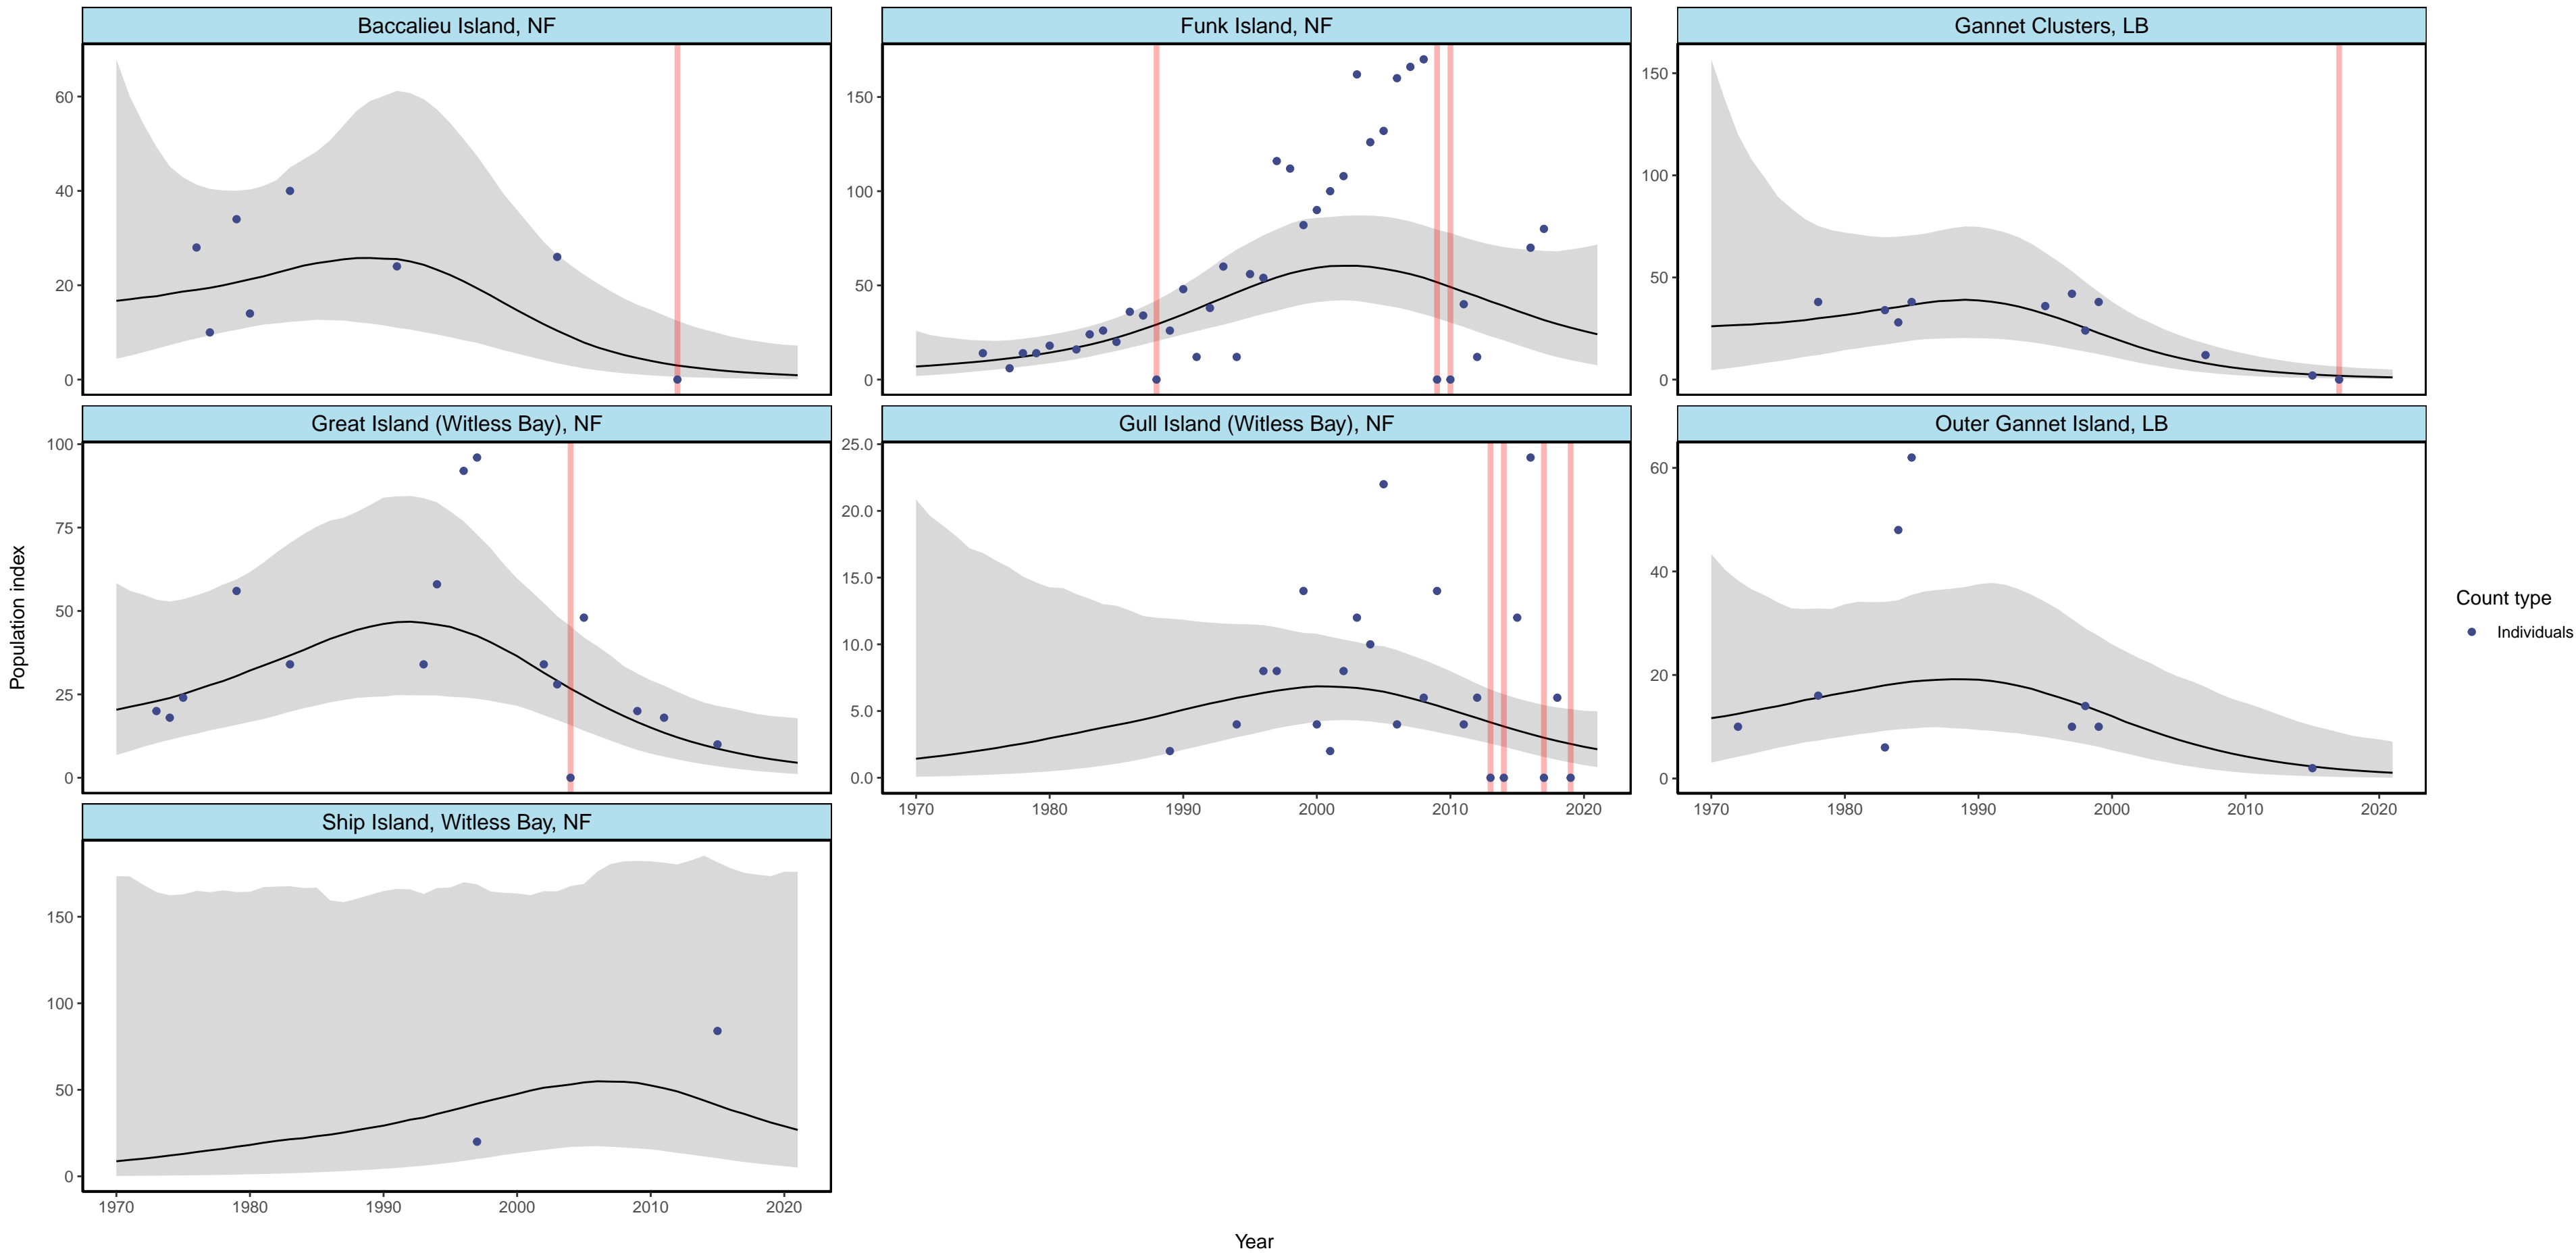 Baccalieu Island, NF
Funk Island, NF
Gannet Clusters, LB
60
40
20
0
150
100
50
0
150
100
50
0
Great Island (Witless Bay), NF
Gull Island (Witless Bay), NF
Outer Gannet Island, LB
100
75
50
25
0
25.0
20.0
15.0
10.0
5.0
0.0
60
40
20
0
1970 1980 1990 2000 2010 2020
1970 1980 1990 2000 2010 2020
Ship Island, Witless Bay, NF
150
100
50
0
1970 1980 1990 2000 2010 2020
Population index
Year
Count type
Individuals